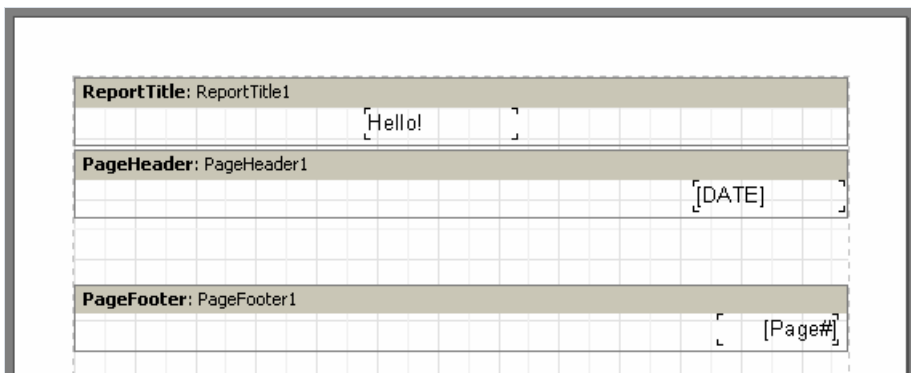 ReportTitle: ReportTitle1
Hello!
PageHeader: PageHeader1
[DATE]
PageFooter: PageFooter1
[Page#]